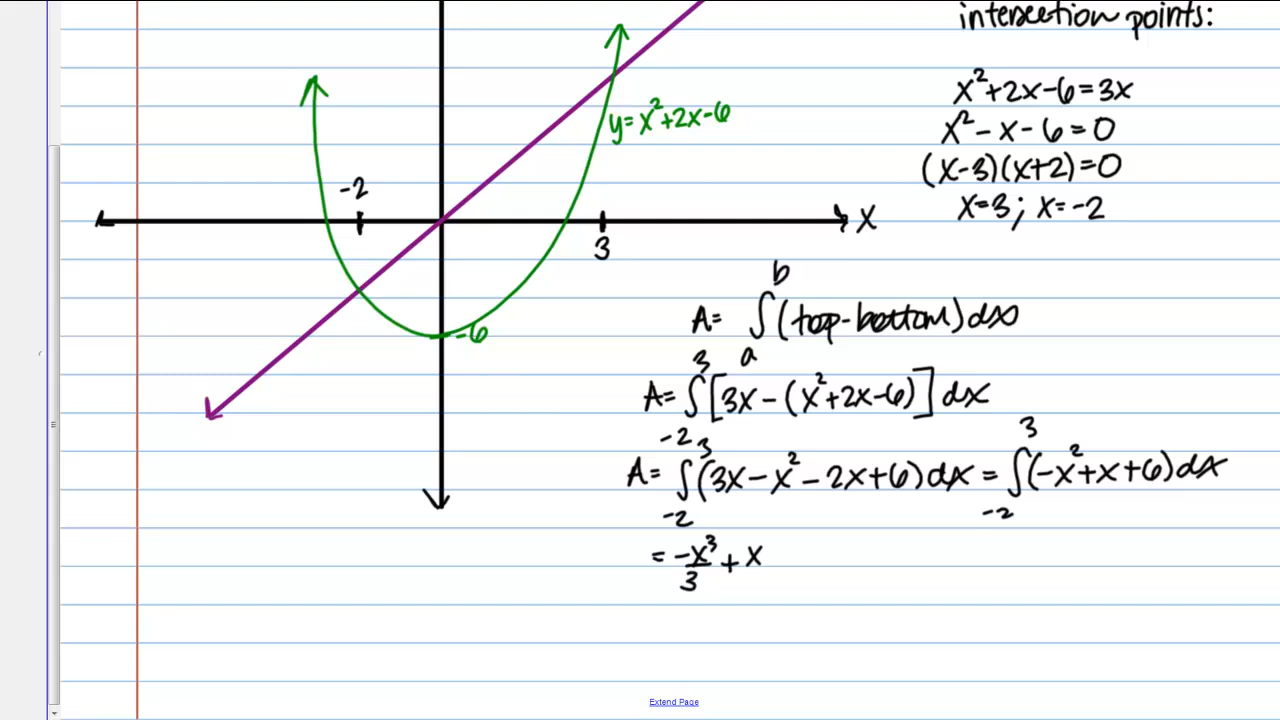 intersection points:
x²+2x-6=3x
x²-x-6=0
(x-3)(x+2)=0
x=3; x=-2
y=x²+2x-6
-2
x
3
-6
A= ∫ₐᵇ (top-bottom)dx
A= ∫₋₂³ [3x-(x²+2x-6)]dx
A= ∫₋₂³ (3x-x²-2x+6)dx = ∫₋₂³ (-x²+x+6)dx
= -x³/3 + x
Extend Page